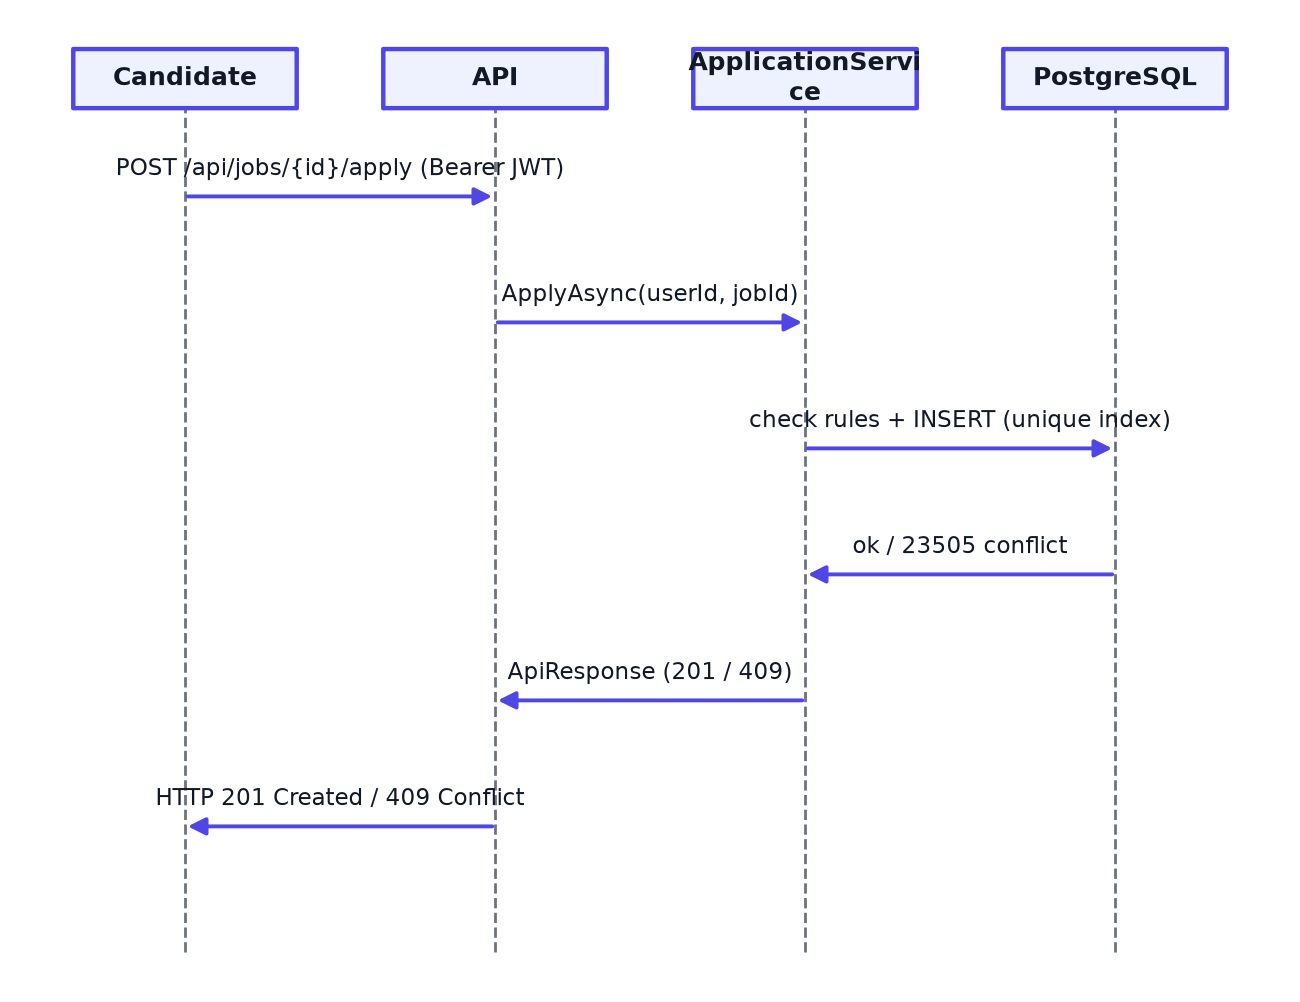 Candidate
API
ApplicationServi
ce
PostgreSQL
POST /api/jobs/{id}/apply (Bearer JWT)
ApplyAsync(userId, jobId)
check rules + INSERT (unique index)
ok / 23505 conflict
ApiResponse (201 / 409)
HTTP 201 Created / 409 Conflict